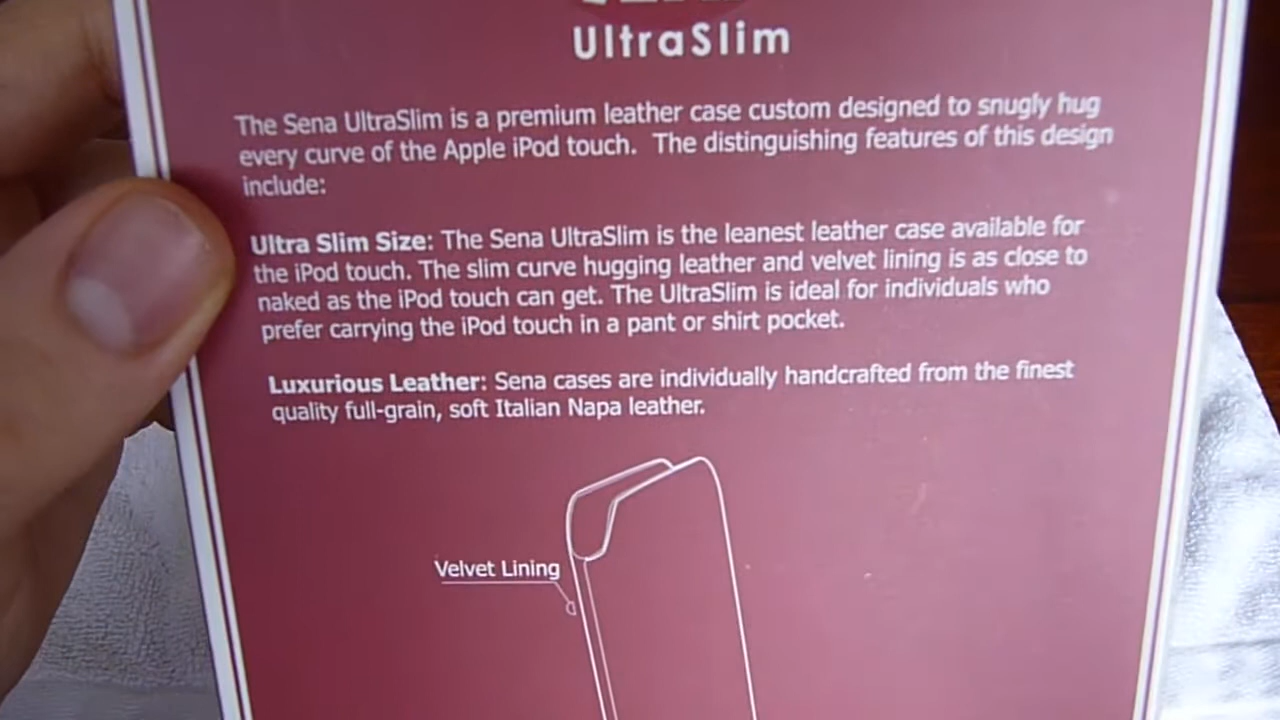 UltraSlim
The Sena UltraSlim is a premium leather case custom designed to snugly hug
every curve of the Apple iPod touch. The distinguishing features of this design
include:
Ultra Slim Size: The Sena UltraSlim is the leanest leather case available for
the iPod touch. The slim curve hugging leather and velvet lining is as close to
naked as the iPod touch can get. The UltraSlim is ideal for individuals who
prefer carrying the iPod touch in a pant or shirt pocket.
Luxurious Leather: Sena cases are individually handcrafted from the finest
quality full-grain, soft Italian Napa leather.
Velvet Lining